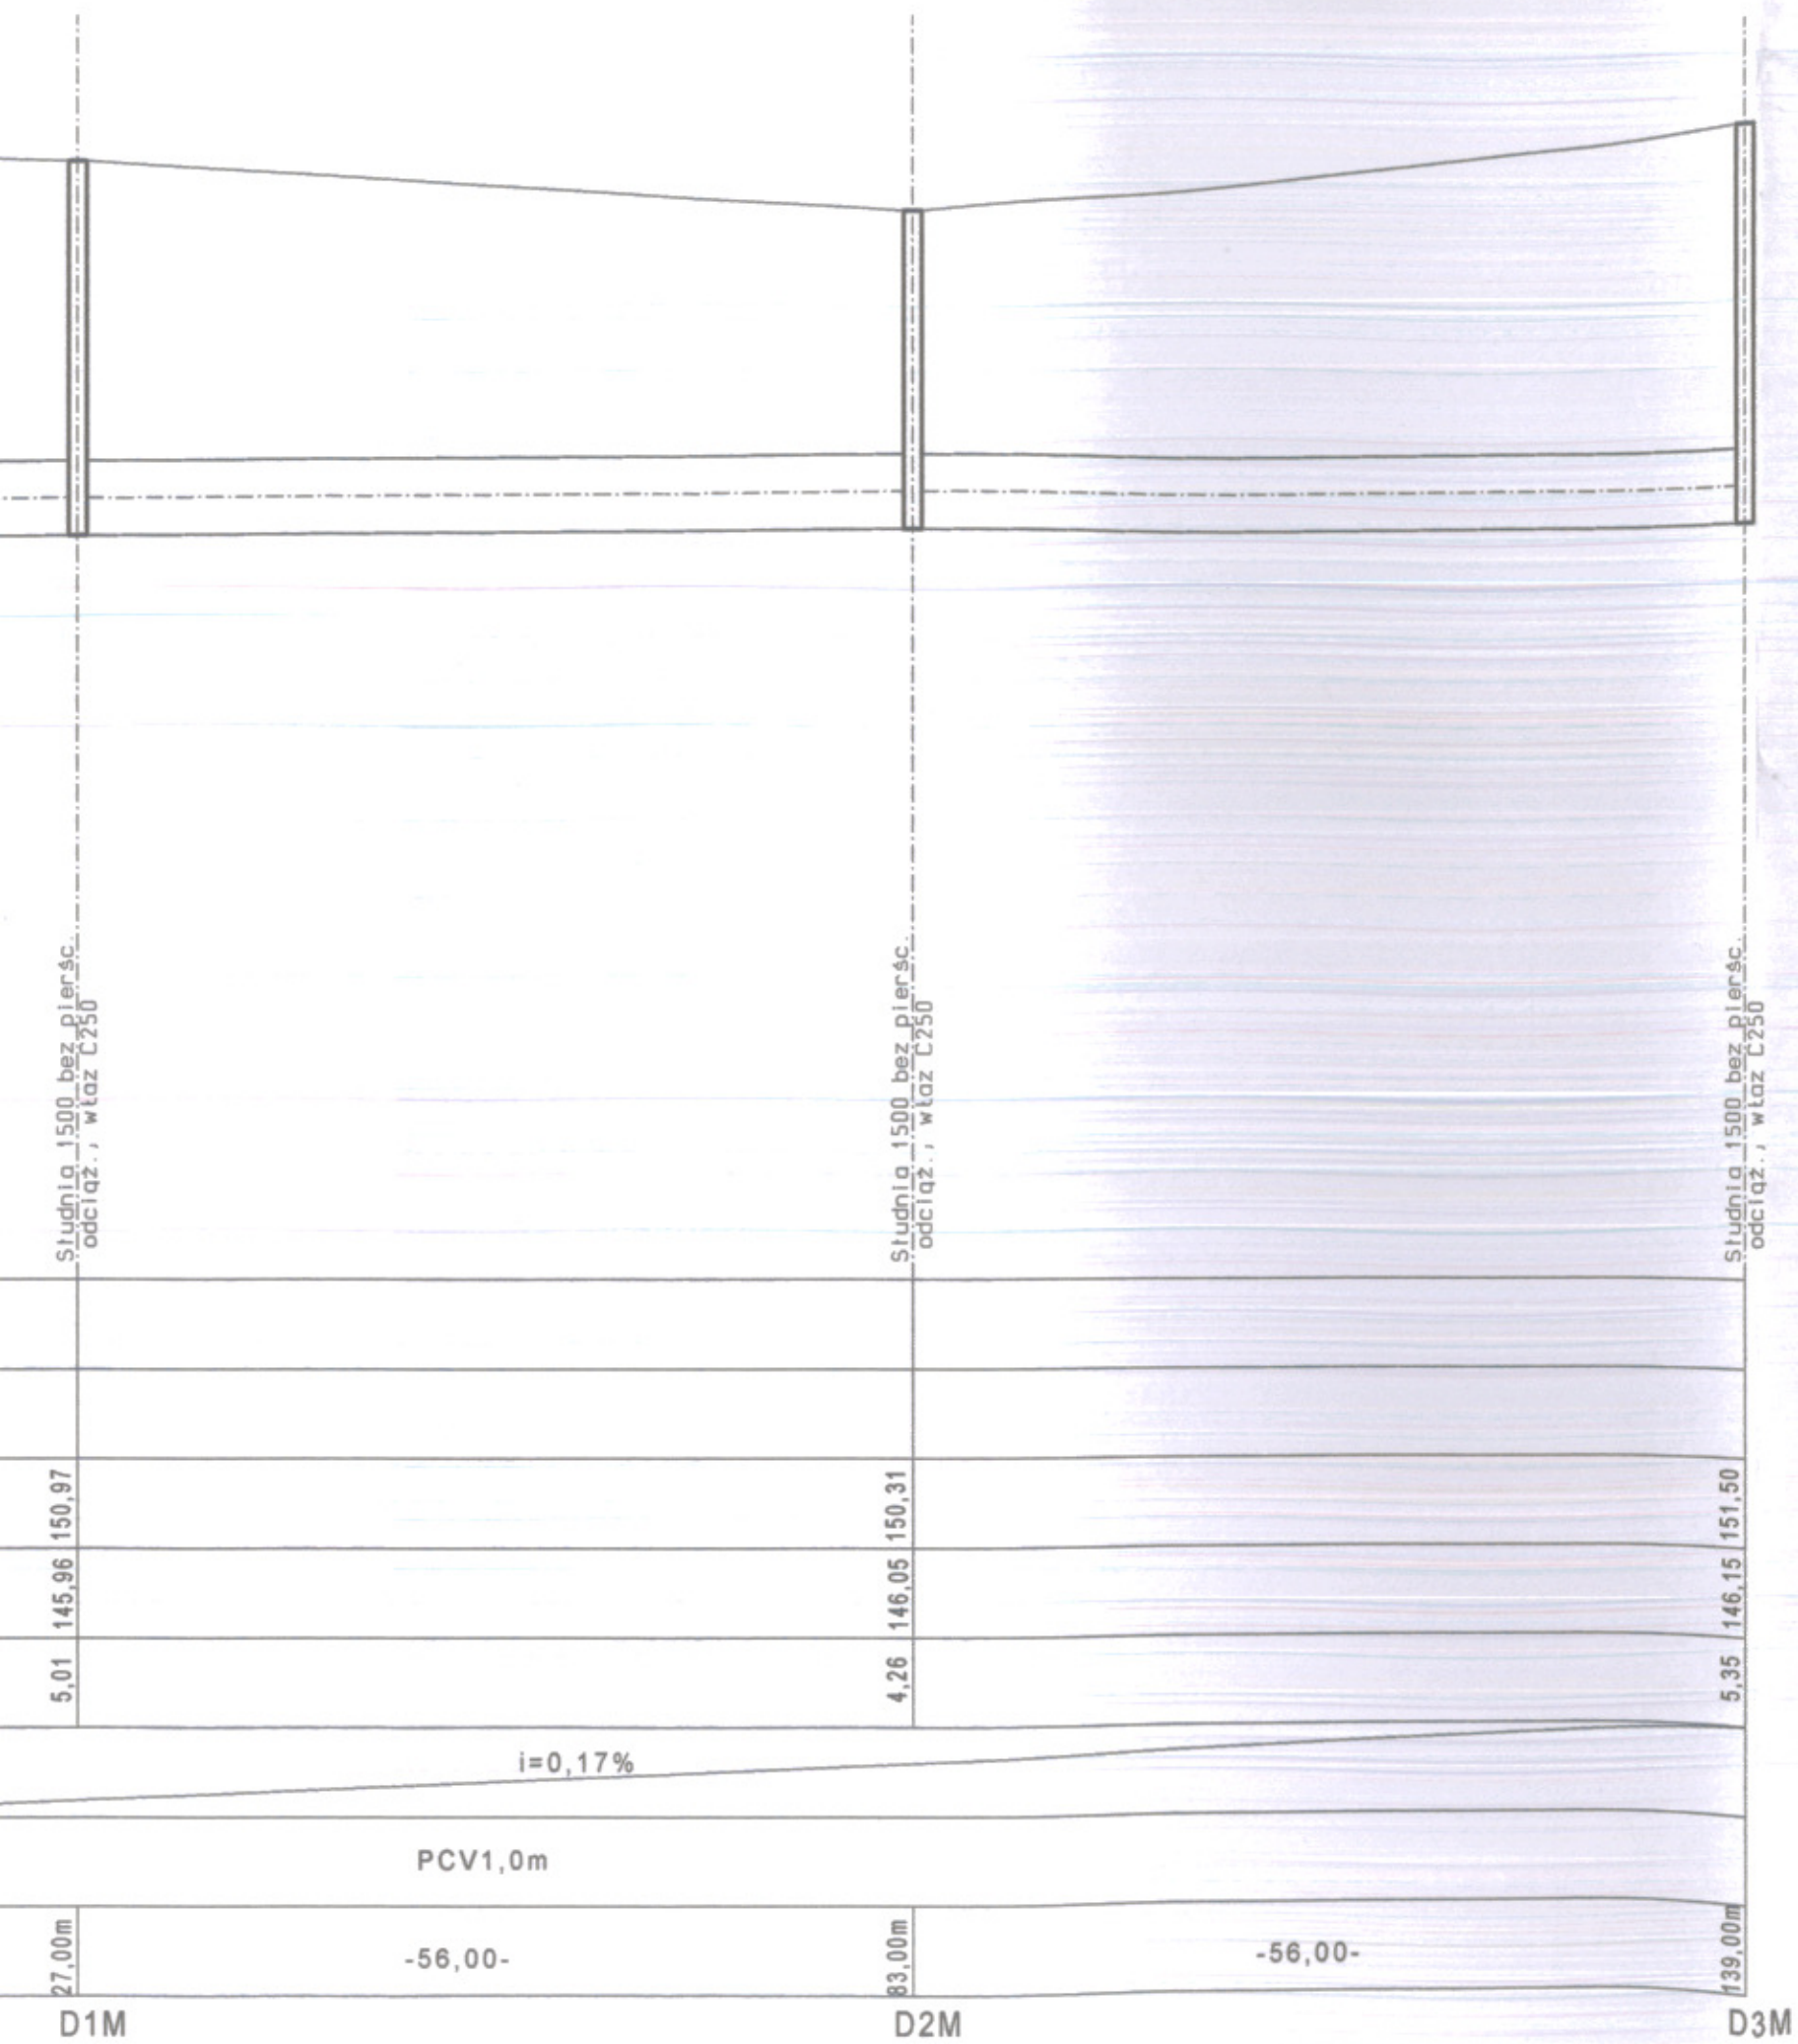 Studnia 1500 bez pierśc.
odciąż., właz C250
Studnia 1500 bez pierśc.
odciąż., właz C250
Studnia 1500 bez pierśc.
odciąż., właz C250
150,97
150,31
151,50
145,96
146,05
146,15
5,01
4,26
5,35
i=0,17%
PCV1,0m
27,00m
-56,00-
83,00m
-56,00-
139,00m
D1M
D2M
D3M